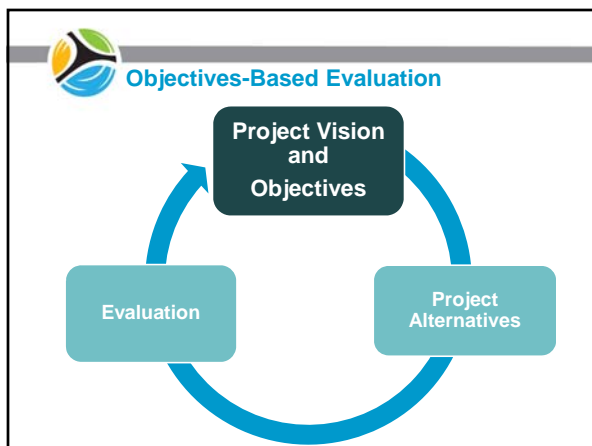 Objectives-Based Evaluation
Project Vision
and
Objectives
Evaluation
Project
Alternatives